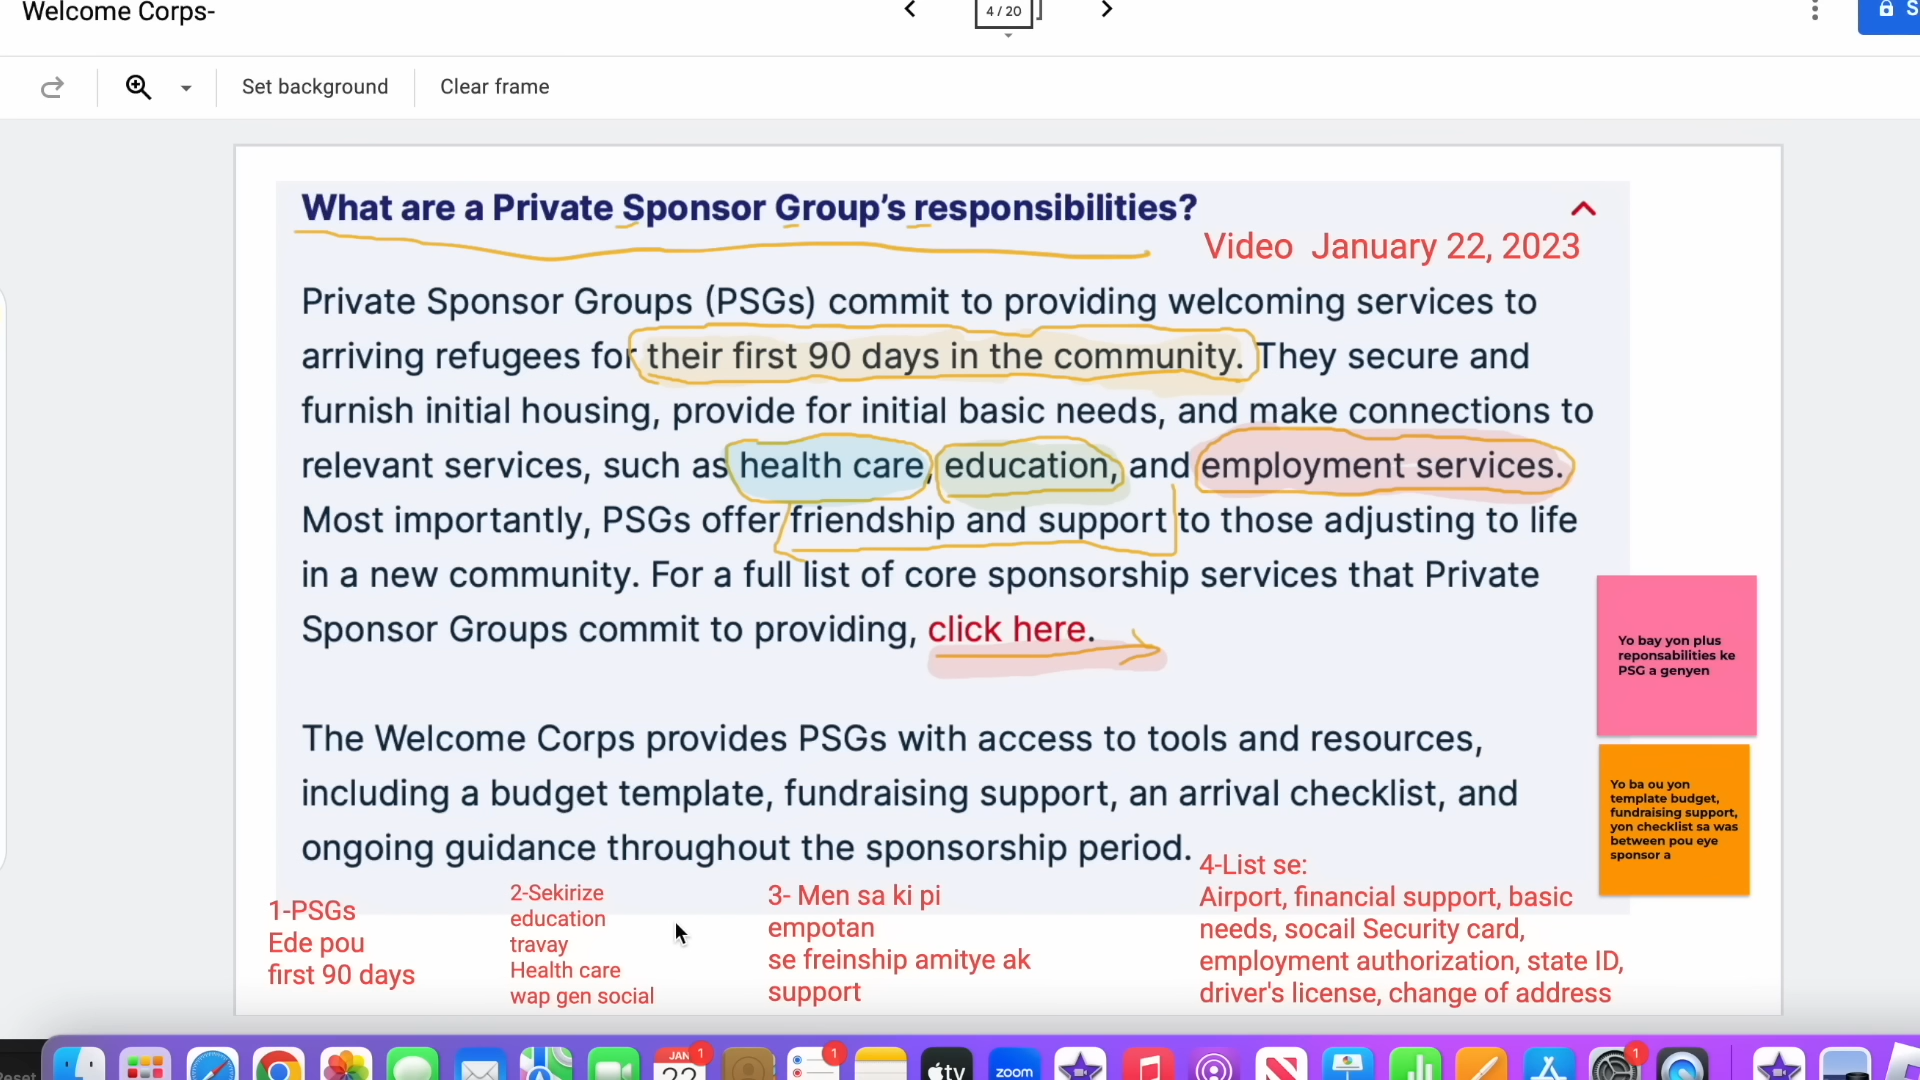 Welcome Corps-
4 / 20
Set background
Clear frame
What are a Private Sponsor Group's responsibilities?
Video January 22, 2023
Private Sponsor Groups (PSGs) commit to providing welcoming services to
arriving refugees for their first 90 days in the community. They secure and
furnish initial housing, provide for initial basic needs, and make connections to
relevant services, such as health care, education, and employment services.
Most importantly, PSGs offer friendship and support to those adjusting to life
in a new community. For a full list of core sponsorship services that Private
Sponsor Groups commit to providing, click here.
Yo bay yon plus
reponsabilities ke
PSG a genyen
The Welcome Corps provides PSGs with access to tools and resources,
including a budget template, fundraising support, an arrival checklist, and
ongoing guidance throughout the sponsorship period.
Yo ba ou yon
template budget,
fundraising support,
yon checklist sa was
between pou eye
sponsor a
1-PSGs
Ede pou
first 90 days
2-Sekirize
education
travay
Health care
wap gen social
3- Men sa ki pi
empotan
se freinship amitye ak
support
4-List se:
Airport, financial support, basic
needs, socail Security card,
employment authorization, state ID,
driver's license, change of address
JAN
1
22
1
tv
zoom
1